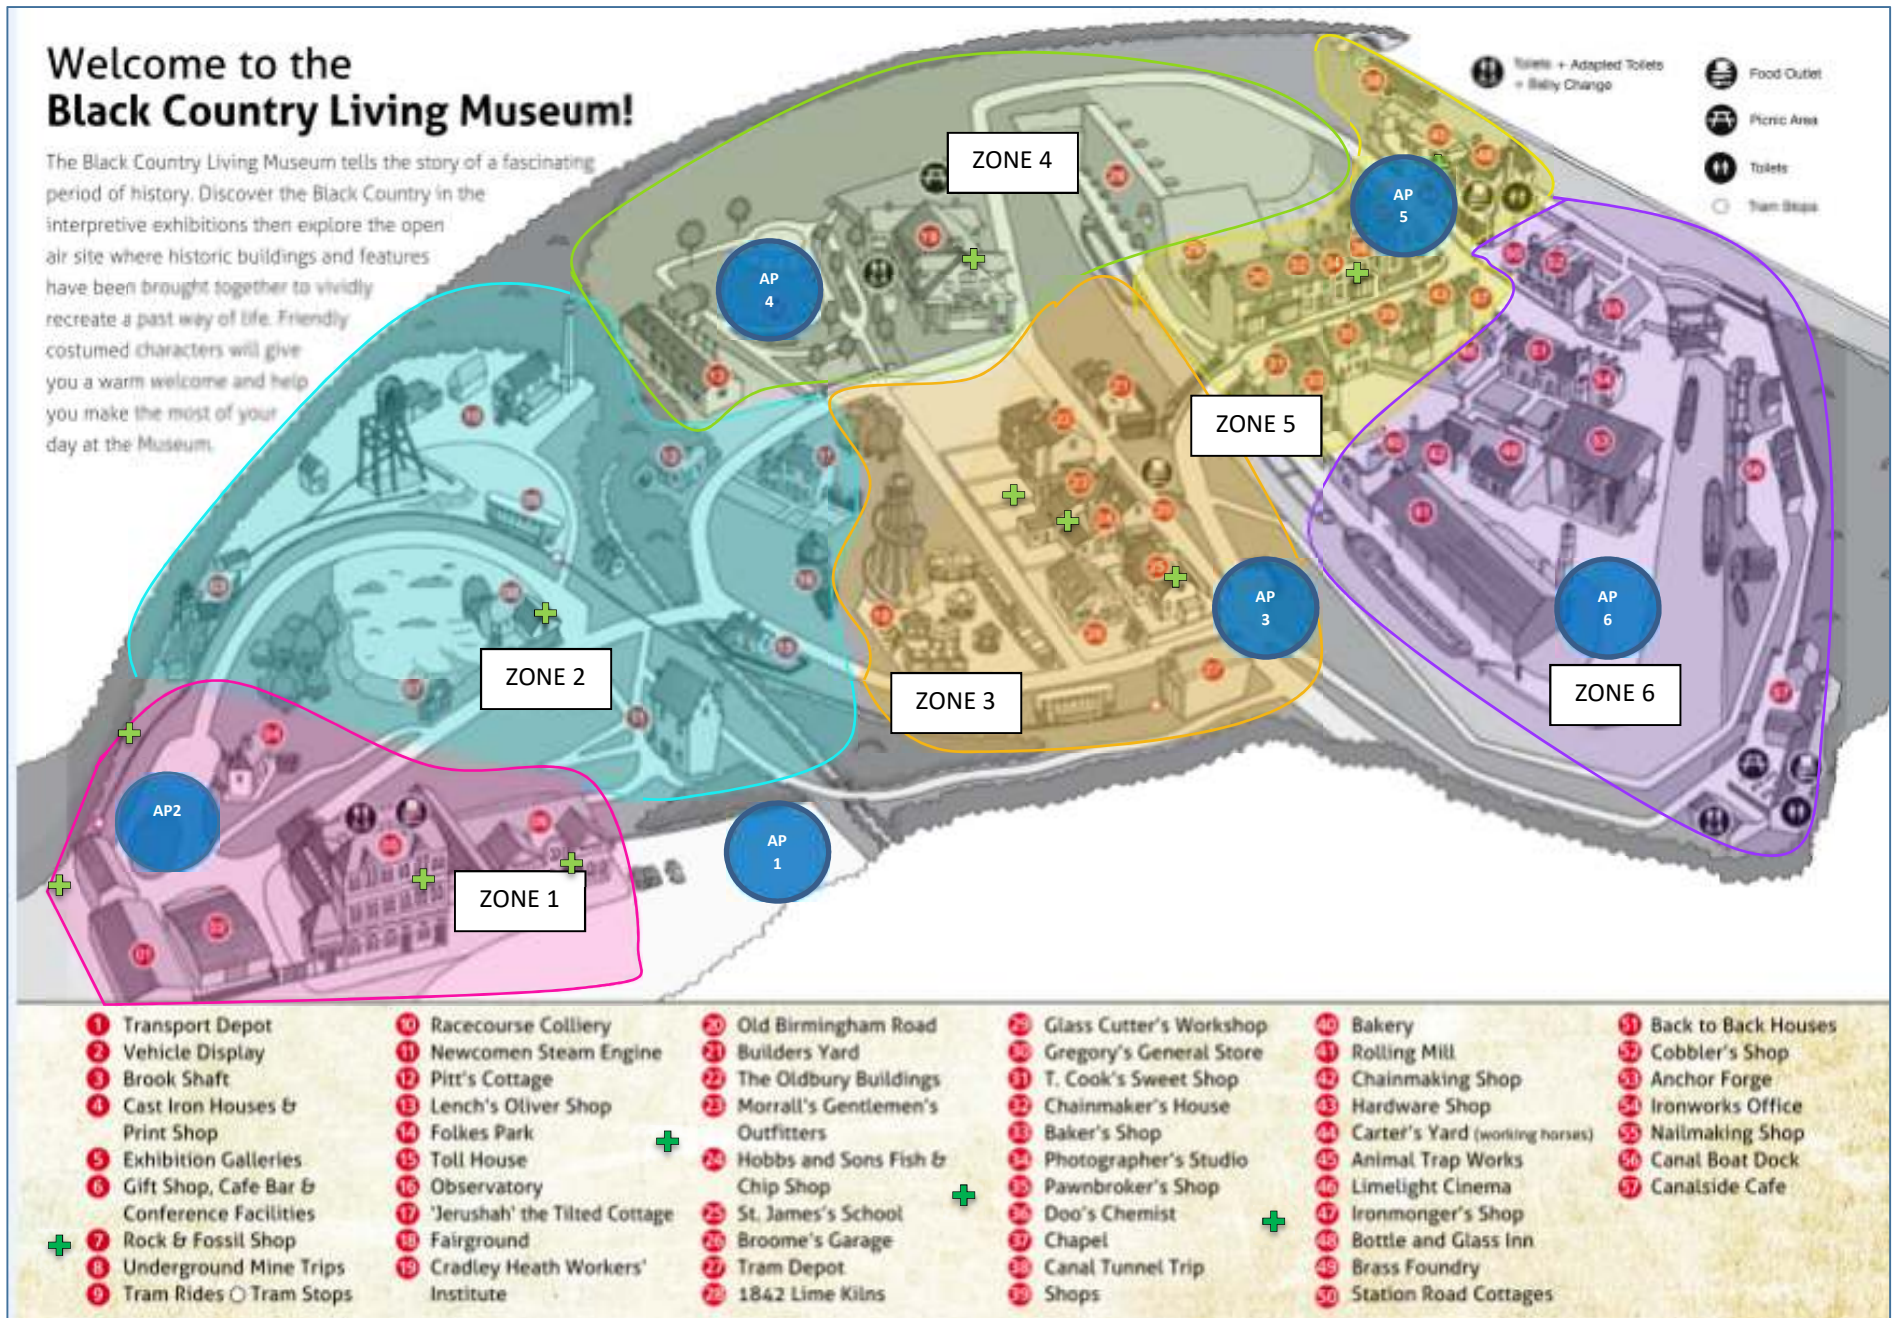 Welcome to the
Black Country Living Museum!
The Black Country Living Museum tells the story of a fascinating
period of history. Discover the Black Country in the
interpretive exhibitions then explore the open
air site where historic buildings and features
have been brought together to vividly
recreate a past way of life. Friendly
costumed characters will give
you a warm welcome and help
you make the most of your
day at the Museum.
Toilets + Adapted Toilets
+ Baby Change
Food Outlet
Picnic Area
Toilets
Tram Stops
ZONE 4
AP
5
AP
4
ZONE 5
AP
3
AP
6
ZONE 2
ZONE 3
ZONE 6
AP2
AP
1
ZONE 1
1 Transport Depot
2 Vehicle Display
3 Brook Shaft
4 Cast Iron Houses &
Print Shop
5 Exhibition Galleries
6 Gift Shop, Cafe Bar &
Conference Facilities
7 Rock & Fossil Shop
8 Underground Mine Trips
9 Tram Rides Tram Stops
10 Racecourse Colliery
11 Newcomen Steam Engine
12 Pitt's Cottage
13 Lench's Oliver Shop
14 Folkes Park
15 Toll House
16 Observatory
17 'Jerushah' the Tilted Cottage
18 Fairground
19 Cradley Heath Workers'
Institute
20 Old Birmingham Road
21 Builders Yard
22 The Oldbury Buildings
23 Morrall's Gentlemen's
Outfitters
24 Hobbs and Sons Fish &
Chip Shop
25 St. James's School
26 Broome's Garage
27 Tram Depot
28 1842 Lime Kilns
29 Glass Cutter's Workshop
30 Gregory's General Store
31 T. Cook's Sweet Shop
32 Chainmaker's House
33 Baker's Shop
34 Photographer's Studio
35 Pawnbroker's Shop
36 Doo's Chemist
37 Chapel
38 Canal Tunnel Trip
39 Shops
40 Bakery
41 Rolling Mill
42 Chainmaking Shop
43 Hardware Shop
44 Carter's Yard (working horses)
45 Animal Trap Works
46 Limelight Cinema
47 Ironmonger's Shop
48 Bottle and Glass Inn
49 Brass Foundry
50 Station Road Cottages
51 Back to Back Houses
52 Cobbler's Shop
53 Anchor Forge
54 Ironworks Office
55 Nailmaking Shop
56 Canal Boat Dock
57 Canalside Cafe